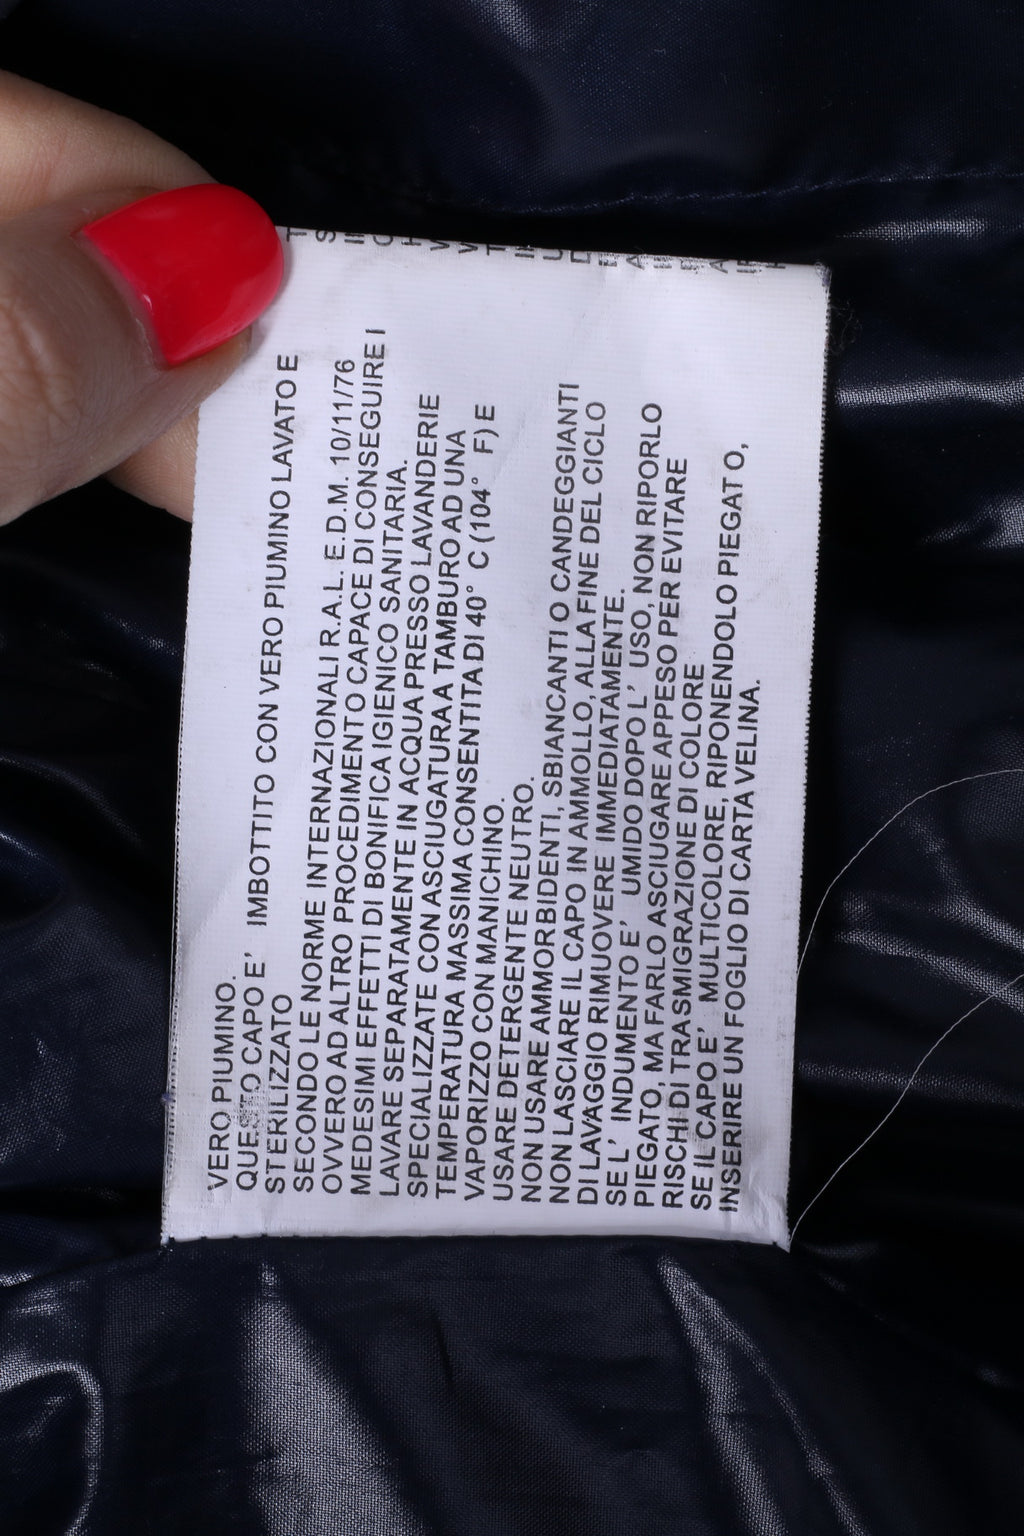 VERO PIUMINO.
QUESTO CAPO E' IMBOTTITO CON VERO PIUMINO LAVATO E
STERILIZZATO
SECONDO LE NORME INTERNAZIONALI R.A.L. E.D.M. 10/11/76
OVVERO AD ALTRO PROCEDIMENTO CAPACE DI CONSEGUIRE I
MEDESIMI EFFETTI DI BONIFICA IGIENICO SANITARIA.
LAVARE SEPARATAMENTE IN ACQUA PRESSO LAVANDERIE
SPECIALIZZATE CON ASCIUGATURA A TAMBURO AD UNA
TEMPERATURA MASSIMA CONSENTITA DI 40° C (104° F) E
VAPORIZZO CON MANICHINO.
USARE DETERGENTE NEUTRO.
NON USARE AMMORBIDENTI, SBIANCANTI O CANDEGGIANTI
NON LASCIARE IL CAPO IN AMMOLLO, ALLA FINE DEL CICLO
DI LAVAGGIO RIMUOVERE IMMEDIATAMENTE.
SE L' INDUMENTO E' UMIDO DOPO L' USO, NON RIPORLO
PIEGATO, MA FARLO ASCIUGARE APPESO PER EVITARE
RISCHI DI TRASMIGRAZIONE DI COLORE
SE IL CAPO E' MULTICOLORE, RIPONENDOLO PIEGAT O,
INSERIRE UN FOGLIO DI CARTA VELINA.